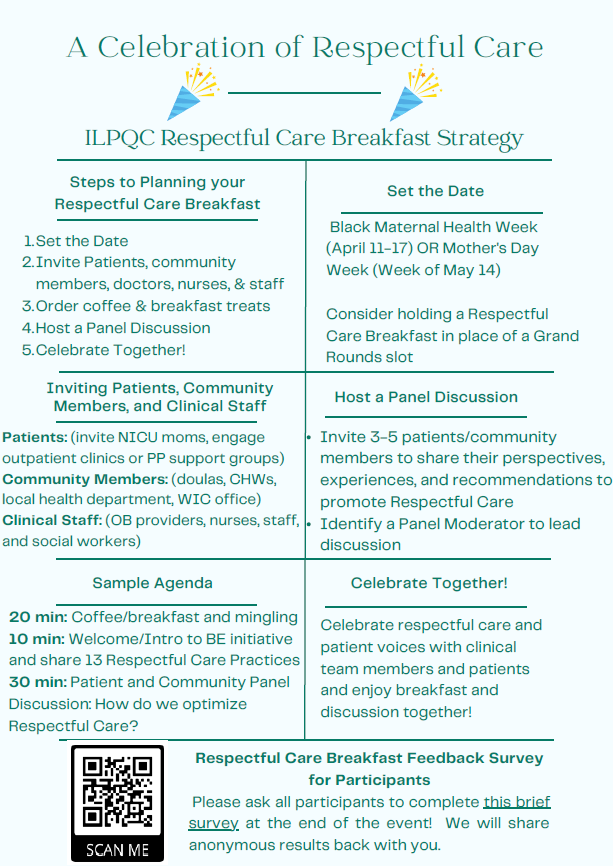 A Celebration of Respectful Care
ILPQC Respectful Care Breakfast Strategy
Steps to Planning your
Respectful Care Breakfast
1.Set the Date
2.Invite Patients, community
members, doctors, nurses, & staff
3.Order coffee & breakfast treats
4.Host a Panel Discussion
5.Celebrate Together!
Set the Date
Black Maternal Health Week
(April 11-17) OR Mother's Day
Week (Week of May 14)
Consider holding a Respectful
Care Breakfast in place of a Grand
Rounds slot
Inviting Patients, Community
Members, and Clinical Staff
Patients: (invite NICU moms, engage
outpatient clinics or PP support groups)
Community Members: (doulas, CHWs,
local health department, WIC office)
Clinical Staff: (OB providers, nurses, staff,
and social workers)
Host a Panel Discussion
• Invite 3-5 patients/community
members to share their perspectives,
experiences, and recommendations to
promote Respectful Care
• Identify a Panel Moderator to lead
discussion
Sample Agenda
20 min: Coffee/breakfast and mingling
10 min: Welcome/Intro to BE initiative
and share 13 Respectful Care Practices
30 min: Patient and Community Panel
Discussion: How do we optimize
Respectful Care?
Celebrate Together!
Celebrate respectful care and
patient voices with clinical
team members and patients
and enjoy breakfast and
discussion together!
SCAN ME
Respectful Care Breakfast Feedback Survey
for Participants
Please ask all participants to complete this brief
survey at the end of the event! We will share
anonymous results back with you.